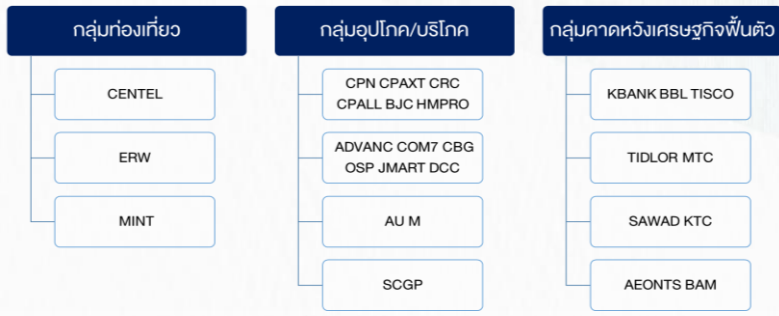 กลุ่มท่องเที่ยว
CENTEL
ERW
MINT
กลุ่มอุปโภค/บริโภค
CPN CPAXT CRC
CPALL BJC HMPRO
ADVANC COM7 CBG
OSP JMART DCC
AU M
SCGP
กลุ่มคาดหวังเศรษฐกิจฟื้นตัว
KBANK BBL TISCO
TIDLOR MTC
SAWAD KTC
AEONTS BAM